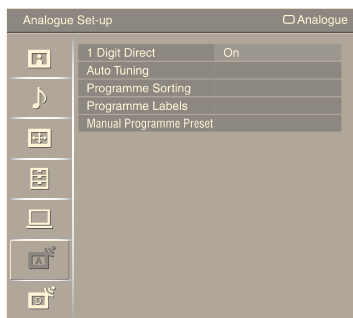 Analogue Set-up Analogue
1 Digit Direct On
Auto Tuning
Programme Sorting
Programme Labels
Manual Programme Preset
A
D